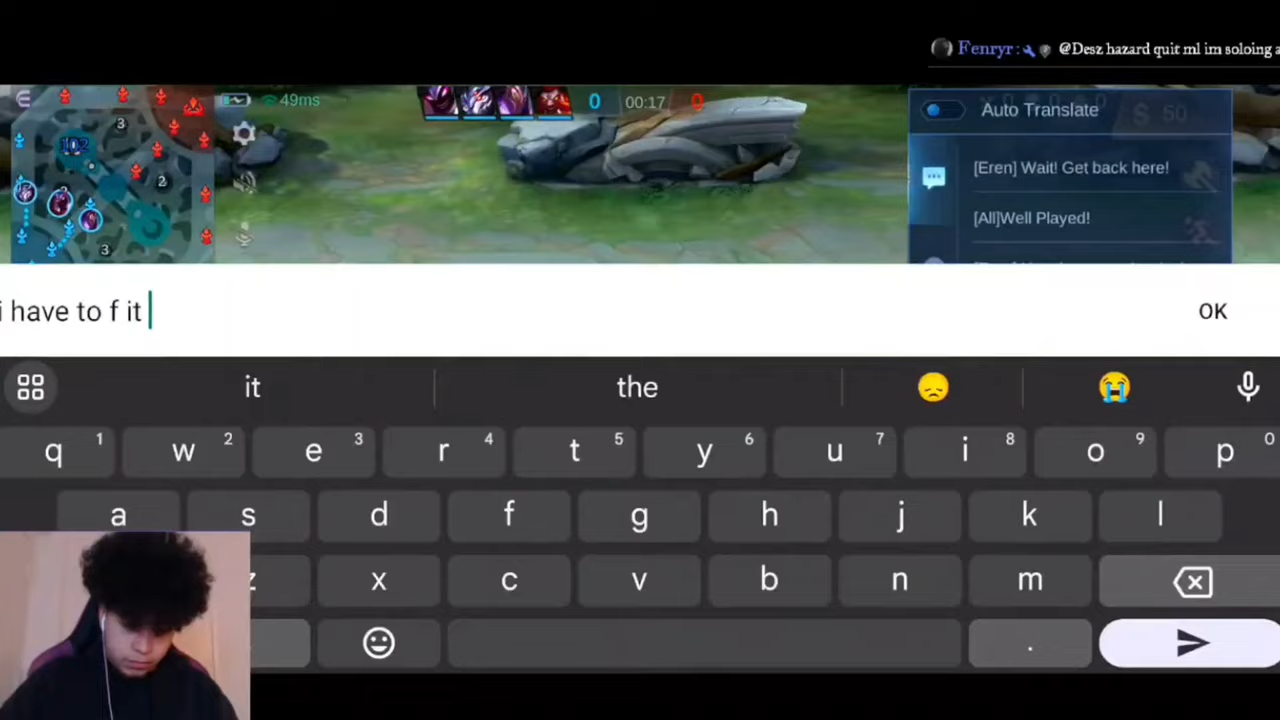 Fenryr: @Desz hazard quit ml im soloing a
49ms
0 00:17 0
Auto Translate
50
3
102
2
3
[Eren] Wait! Get back here!
[All]Well Played!
i have to f it
OK
it the
q 1 w 2 e 3 r 4 t 5 y 6 u 7 i 8 o 9 p 0
a s d f g h j k l
z x c v b n m
.